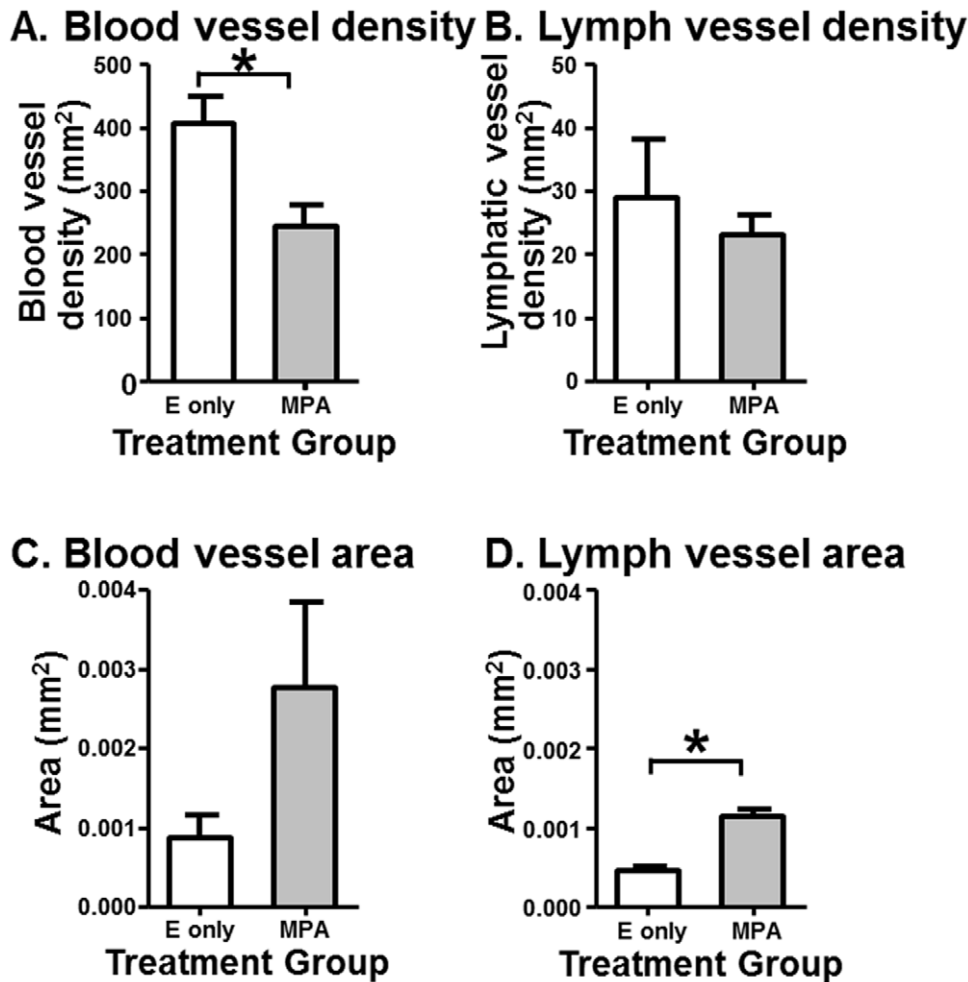 A. Blood vessel density
Blood vessel
density (mm²)
500
400
300
200
100
0
*
E only MPA
Treatment Group
B. Lymph vessel density
Lymphatic vessel
density (mm²)
50
40
30
20
10
0
E only MPA
Treatment Group
C. Blood vessel area
Area (mm²)
0.004
0.003
0.002
0.001
0.000
E only MPA
Treatment Group
D. Lymph vessel area
Area (mm²)
0.004
0.003
0.002
0.001
0.000
*
E only MPA
Treatment Group